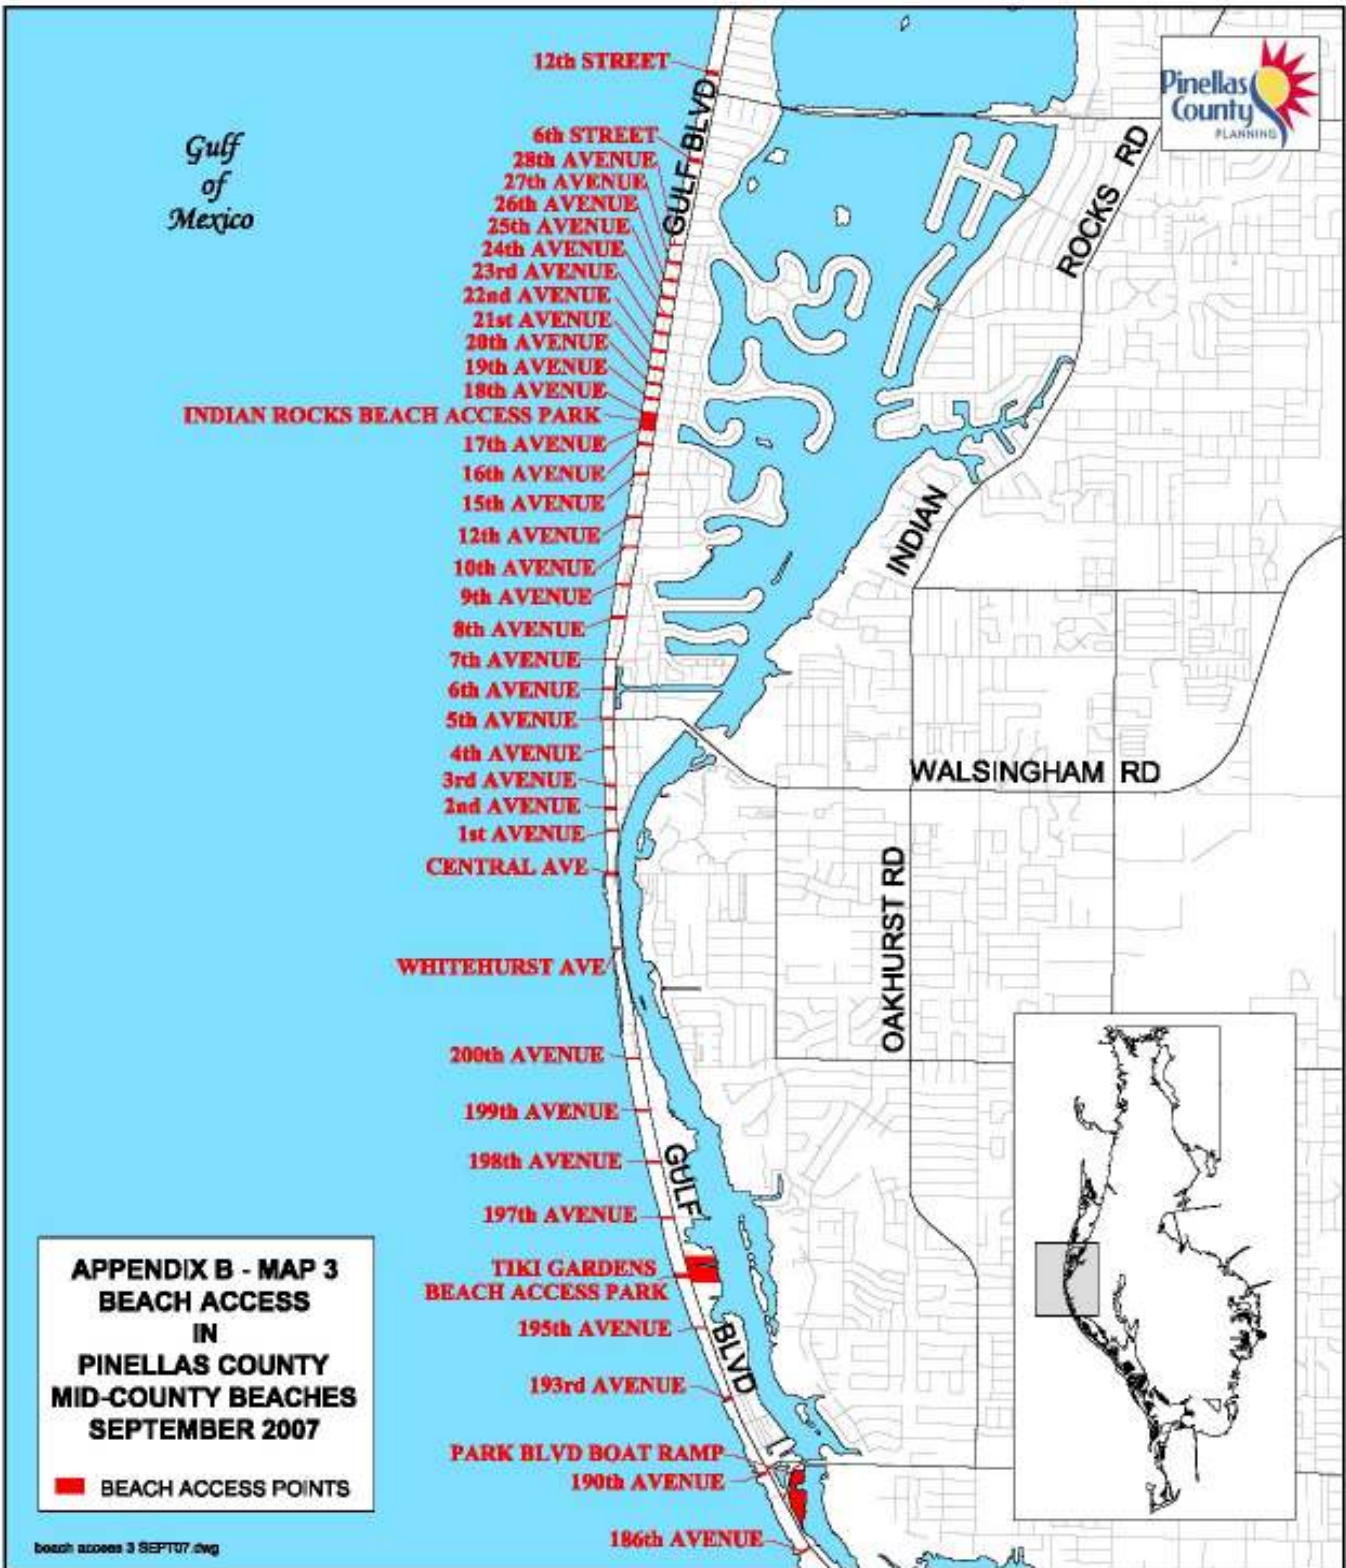 12th STREET
Pinellas
County
PLANNING
Gulf
of
Mexico
6th STREET
28th AVENUE
27th AVENUE
26th AVENUE
25th AVENUE
24th AVENUE
23rd AVENUE
22nd AVENUE
21st AVENUE
20th AVENUE
19th AVENUE
18th AVENUE
INDIAN ROCKS BEACH ACCESS PARK
17th AVENUE
16th AVENUE
15th AVENUE
12th AVENUE
10th AVENUE
9th AVENUE
8th AVENUE
7th AVENUE
6th AVENUE
5th AVENUE
4th AVENUE
3rd AVENUE
2nd AVENUE
1st AVENUE
CENTRAL AVE
WHITEHURST AVE
200th AVENUE
199th AVENUE
198th AVENUE
197th AVENUE
TIKI GARDENS
BEACH ACCESS PARK
195th AVENUE
193rd AVENUE
PARK BLVD BOAT RAMP
190th AVENUE
186th AVENUE
GULF BLVD
INDIAN ROCKS RD
WALSINGHAM RD
OAKHURST RD
GULF BLVD
APPENDIX B - MAP 3
BEACH ACCESS
IN
PINELLAS COUNTY
MID-COUNTY BEACHES
SEPTEMBER 2007
BEACH ACCESS POINTS
beach access 3 SEPT07.dwg